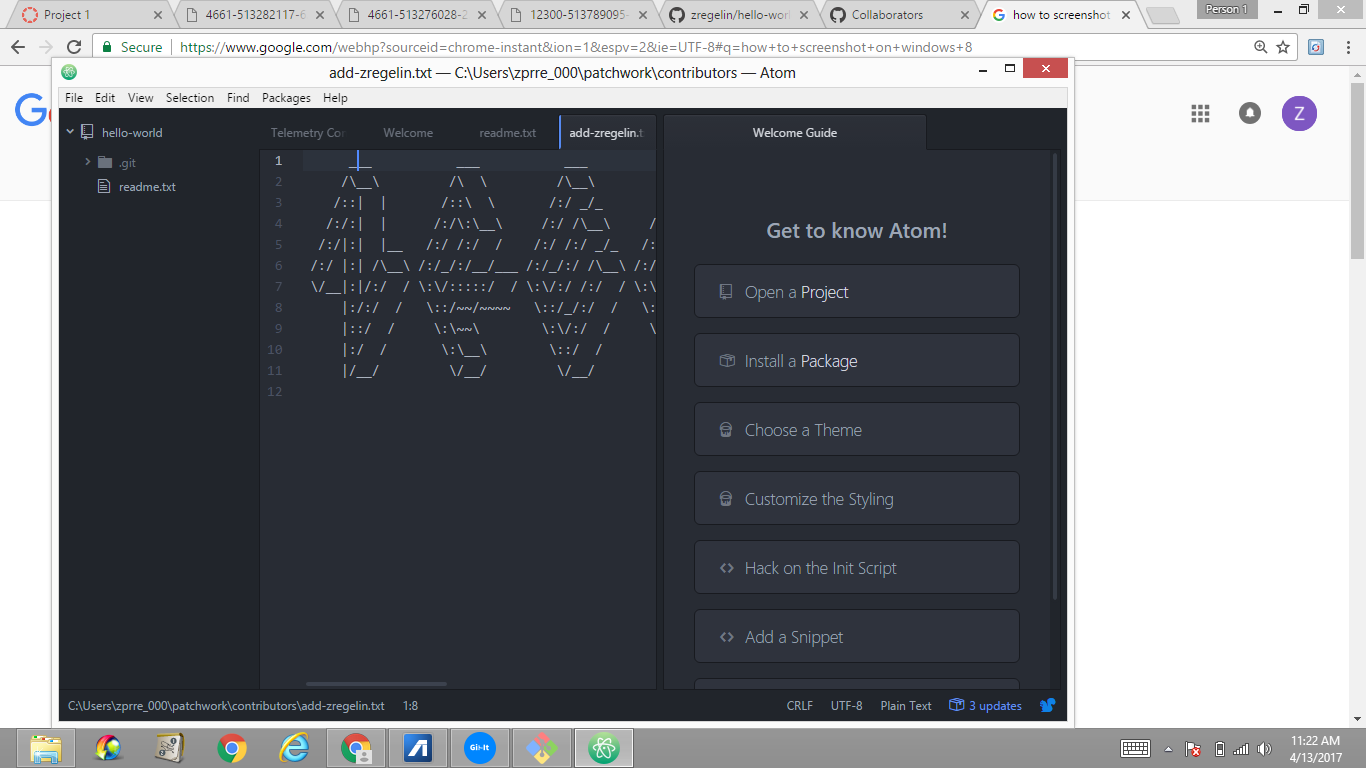 Project 1
4661-513282117-6
4661-513276028-2
12300-513789095-
zregelin/hello-wor
Collaborators
how to screenshot
Person 1
Secure
https://www.google.com/webhp?sourceid=chrome-instant&ion=1&espv=2&ie=UTF-8#q=how+to+screenshot+on+windows+8
Z
add-zregelin.txt — C:\Users\zprre_000\patchwork\contributors — Atom
File Edit View Selection Find Packages Help
hello-world
.git
readme.txt
Telemetry Cor
Welcome
readme.txt
add-zregelin.t
Welcome Guide
1      ___           ___           ___
2     /\__\         /\  \         /\__\
3    /::|  |       /::\  \       /:/ _/_
4   /:/:|  |      /:/\:\__\     /:/ /\__\     /
5  /:/|:|  |__   /:/ /:/  /    /:/ /:/ _/_   /:
6 /:/ |:| /\__\ /:/_/:/__/___ /:/_/:/ /\__\ /:/
7 \/__|:|/:/  / \:\/:::::/  / \:\/:/ /:/  / \:\
8     |:/:/  /   \::/~~/~~~~   \::/_/:/  /   \:
9     |::/  /     \:\~~\        \:\/:/  /     \
10     |:/  /       \:\__\        \::/  /
11     |/__/         \/__/         \/__/
12
Get to know Atom!
Open a Project
Install a Package
Choose a Theme
Customize the Styling
Hack on the Init Script
Add a Snippet
C:\Users\zprre_000\patchwork\contributors\add-zregelin.txt 1:8
CRLF UTF-8 Plain Text 3 updates
Git-It
11:22 AM
4/13/2017